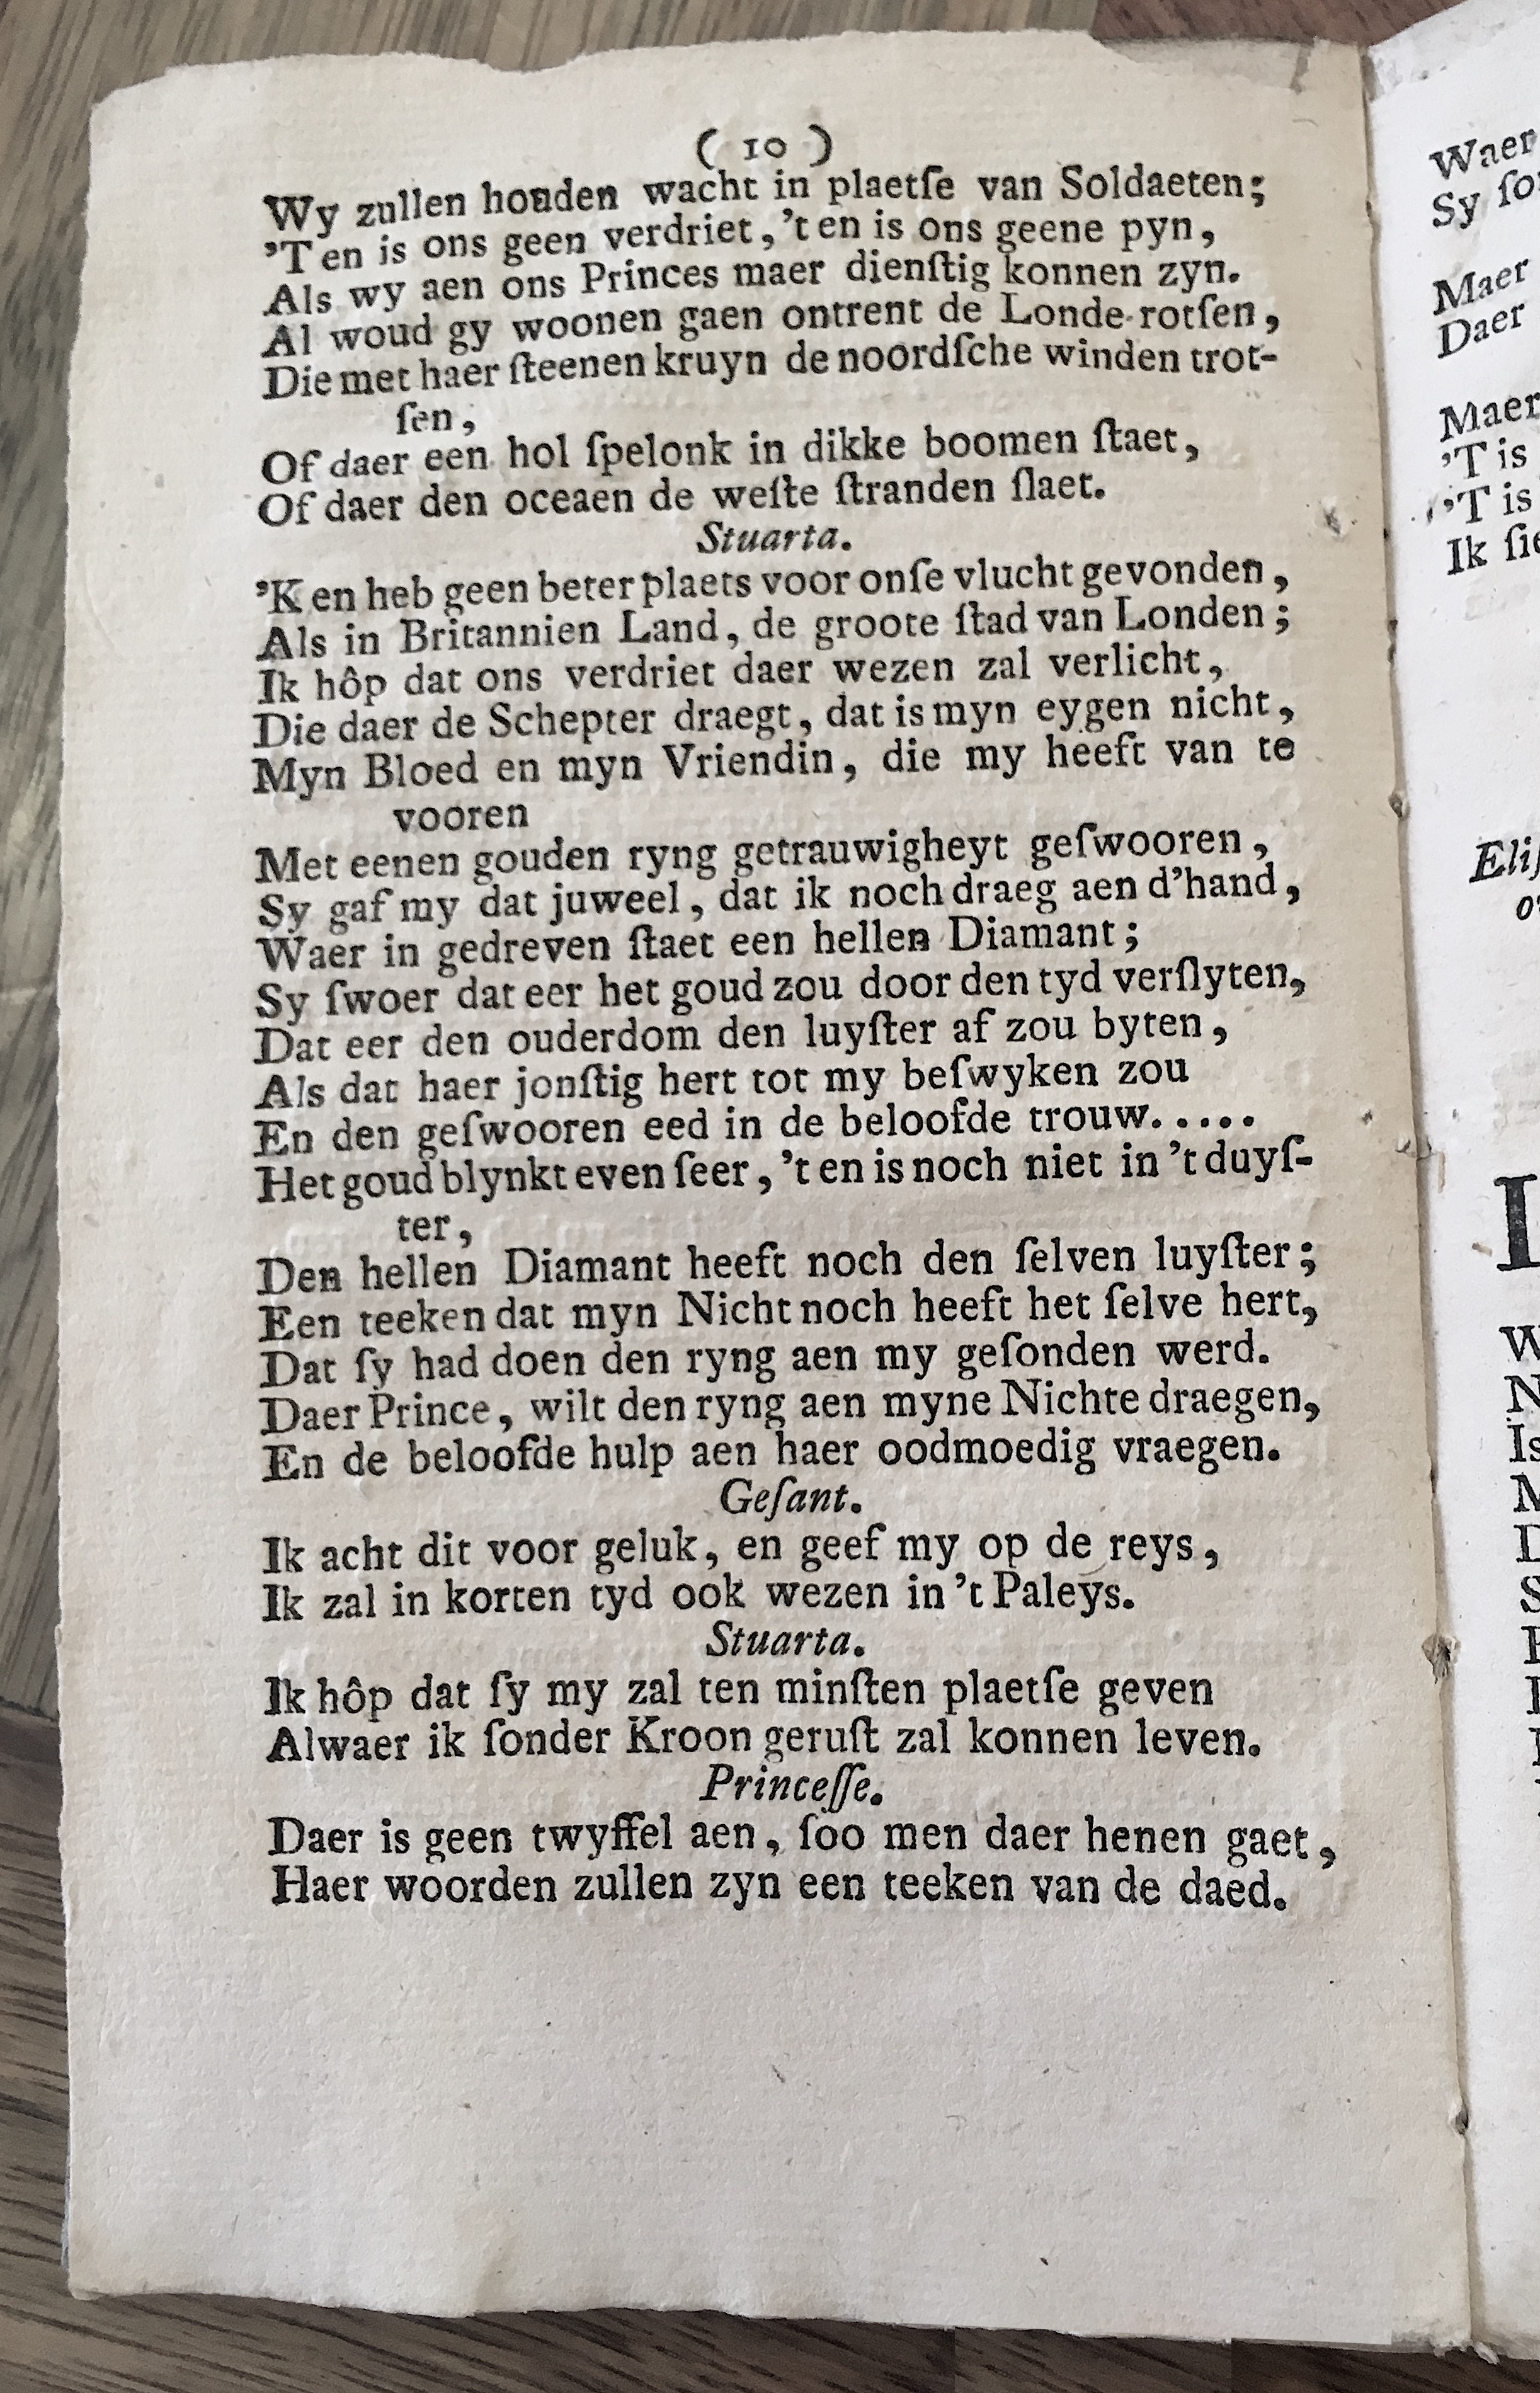 ( 10 )
Wy zullen houden wacht in plaetſe van Soldaeten;
’T en is ons geen verdriet, ’t en is ons geene pyn,
Als wy aen ons Princes maer dienſtig konnen zyn.
Al woud gy woonen gaen ontrent de Londe-rotſen,
Die met haer ſteenen kruyn de noordſche winden trot-
ſen,
Of daer een hol ſpelonk in dikke boomen ſtaet,
Of daer den oceaen de weſte ſtranden ſlaet.
Stuarta.
’K en heb geen beter plaets voor onſe vlucht gevonden,
Als in Britannien Land, de groote ſtad van Londen;
Ik hôp dat ons verdriet daer wezen zal verlicht,
Die daer de Schepter draegt, dat is myn eygen nicht,
Myn Bloed en myn Vriendin, die my heeft van te
vooren
Met eenen gouden ryng getrauwigheyt geſwooren,
Sy gaf my dat juweel, dat ik noch draeg aen d’hand,
Waer in gedreven ſtaet een hellen Diamant;
Sy ſwoer dat eer het goud zou door den tyd verſlyten,
Dat eer den ouderdom den luyſter af zou byten,
Als dat haer jonſtig hert tot my beſwyken zou
En den geſwooren eed in de beloofde trouw.....
Het goud blynkt even ſeer, ’t en is noch niet in ’t duyſ-
ter,
Den hellen Diamant heeft noch den ſelven luyſter;
Een teeken dat myn Nicht noch heeft het ſelve hert,
Dat ſy had doen den ryng aen my geſonden werd.
Daer Prince, wilt den ryng aen myne Nichte draegen,
En de beloofde hulp aen haer oodmoedig vraegen.
Geſant.
Ik acht dit voor geluk, en geef my op de reys,
Ik zal in korten tyd ook wezen in ’t Paleys.
Stuarta.
Ik hôp dat ſy my zal ten minſten plaetſe geven
Alwaer ik ſonder Kroon geruſt zal konnen leven.
Princeſſe.
Daer is geen twyffel aen, ſoo men daer henen gaet,
Haer woorden zullen zyn een teeken van de daed.
Waer
Sy
Maer
Daer
Maer
’T is
’T is
Ik